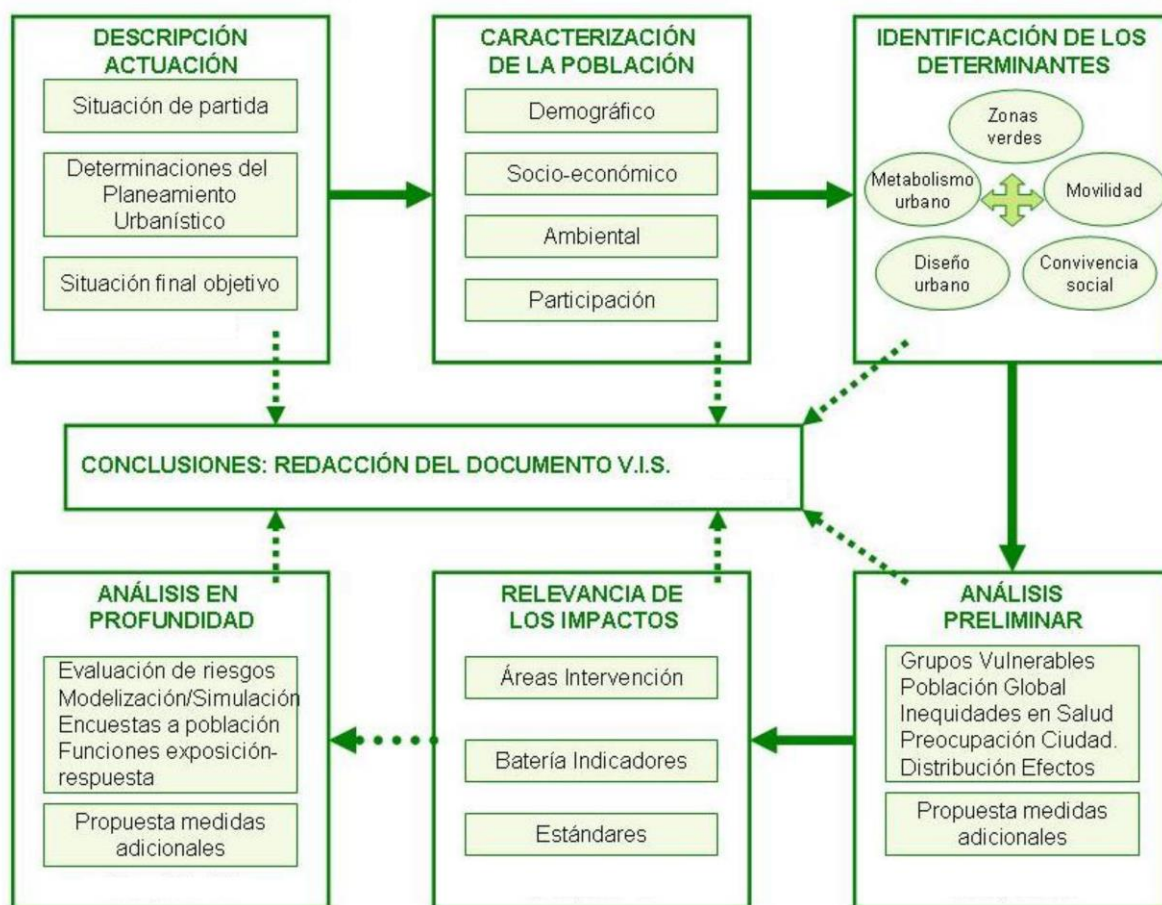 DESCRIPCIÓN
ACTUACIÓN
Situación de partida
Determinaciones del
Planeamiento
Urbanístico
Situación final objetivo
CARACTERIZACIÓN
DE LA POBLACIÓN
Demográfico
Socio-económico
Ambiental
Participación
IDENTIFICACIÓN DE LOS
DETERMINANTES
Zonas
verdes
Metabolismo
urbano
Movilidad
Diseño
urbano
Convivencia
social
CONCLUSIONES: REDACCIÓN DEL DOCUMENTO V.I.S.
ANÁLISIS EN
PROFUNDIDAD
Evaluación de riesgos
Modelización/Simulación
Encuestas a población
Funciones exposición-
respuesta
Propuesta medidas
adicionales
RELEVANCIA DE
LOS IMPACTOS
Áreas Intervención
Batería Indicadores
Estándares
ANÁLISIS
PRELIMINAR
Grupos Vulnerables
Población Global
Inequidades en Salud
Preocupación Ciudad.
Distribución Efectos
Propuesta medidas
adicionales